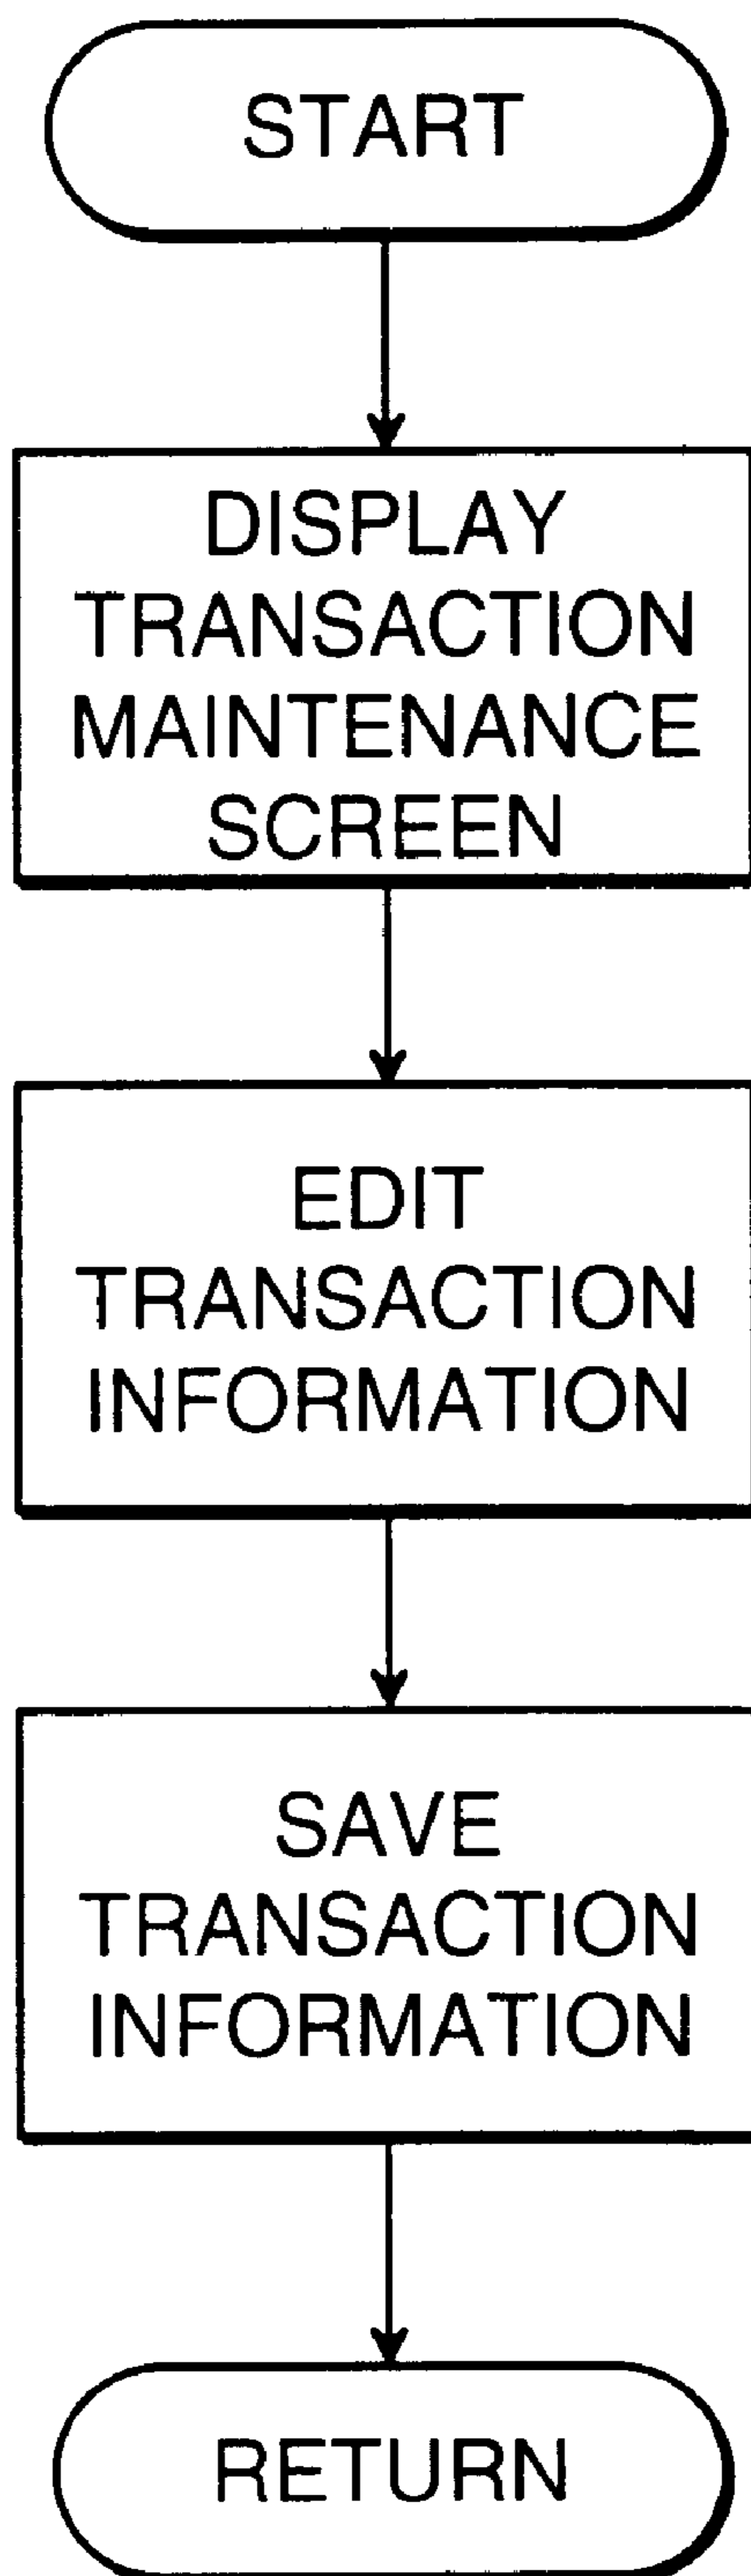 START
DISPLAY
TRANSACTION
MAINTENANCE
SCREEN
EDIT
TRANSACTION
INFORMATION
SAVE
TRANSACTION
INFORMATION
RETURN